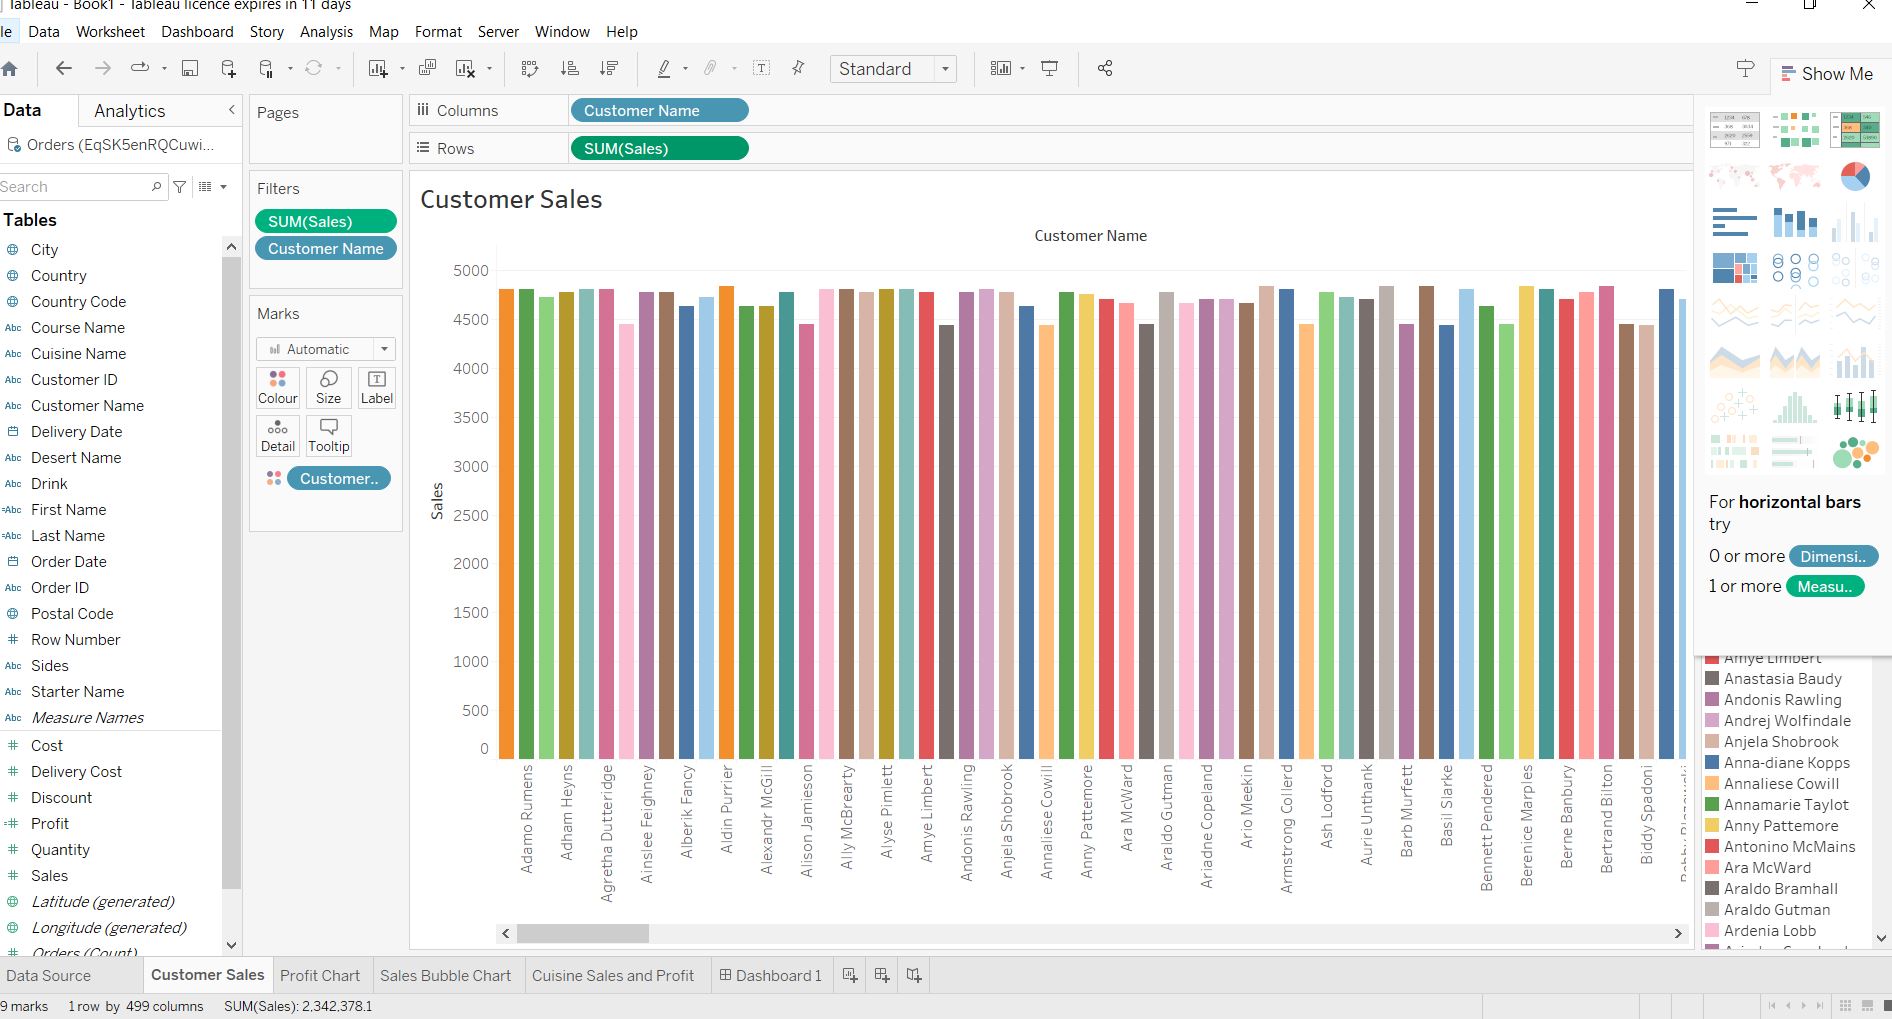 Tableau - Book1 - Tableau licence expires in 11 days
le Data Worksheet Dashboard Story Analysis Map Format Server Window Help
Standard
Show Me
Data Analytics
Orders (EqSK5enRQCuwi...
Search
Tables
City
Country
Country Code
Abc Course Name
Abc Cuisine Name
Abc Customer ID
Abc Customer Name
Delivery Date
Abc Desert Name
Abc Drink
=Abc First Name
=Abc Last Name
Order Date
Abc Order ID
Postal Code
# Row Number
Abc Sides
Abc Starter Name
Abc Measure Names
# Cost
# Delivery Cost
# Discount
=# Profit
# Quantity
# Sales
Latitude (generated)
Longitude (generated)
# Orders (Count)
Pages
Filters
SUM(Sales)
Customer Name
Marks
Automatic
Colour Size Label
Detail Tooltip
Customer..
Columns Customer Name
Rows SUM(Sales)
Customer Sales
Customer Name
5000
4500
4000
3500
3000
2500
2000
1500
1000
500
0
Sales
Adamo Rumens
Adham Heyns
Agretha Dutteridge
Ainslee Feighney
Alberik Fancy
Aldin Purrier
Alexandr McGill
Alison Jamieson
Ally McBrearty
Alyse Pimlett
Amye Limbert
Andonis Rawling
Anjela Shobrook
Annaliese Cowill
Anny Pattemore
Ara McWard
Araldo Gutman
Ariadne Copeland
Ario Meekin
Armstrong Collerd
Ash Lodford
Aurie Unthank
Barb Murfett
Basil Slarke
Bennett Pendered
Berenice Marples
Berne Banbury
Bertrand Bilton
Biddy Spadoni
For horizontal bars
try
0 or more Dimensi..
1 or more Measu..
Amye Limbert
Anastasia Baudy
Andonis Rawling
Andrej Wolfindale
Anjela Shobrook
Anna-diane Kopps
Annaliese Cowill
Annamarie Taylot
Anny Pattemore
Antonino McMains
Ara McWard
Araldo Bramhall
Araldo Gutman
Ardenia Lobb
Data Source Customer Sales Profit Chart Sales Bubble Chart Cuisine Sales and Profit Dashboard 1
9 marks 1 row by 499 columns SUM(Sales): 2,342,378.1